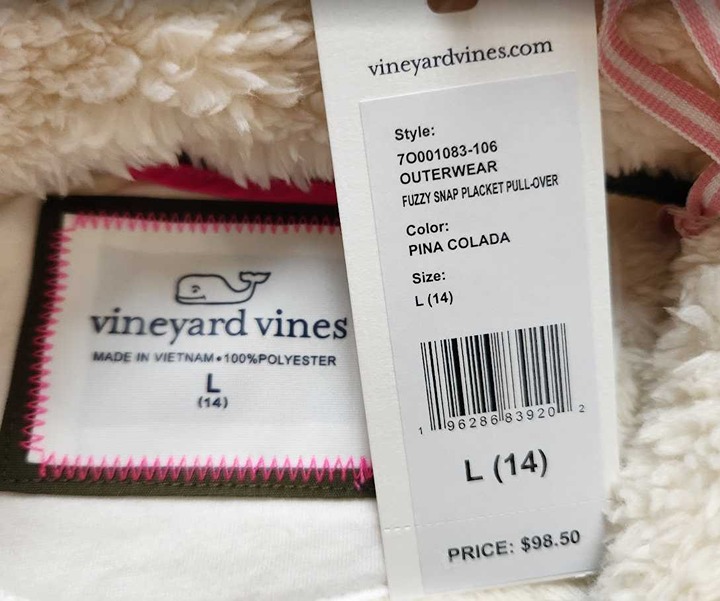 vineyardvines.com
Style:
7O001083-106
OUTERWEAR
FUZZY SNAP PLACKET PULL-OVER
Color:
PINA COLADA
Size:
L (14)
1 96286 83920 2
L (14)
PRICE: $98.50
vineyard vines
MADE IN VIETNAM•100%POLYESTER
L
(14)